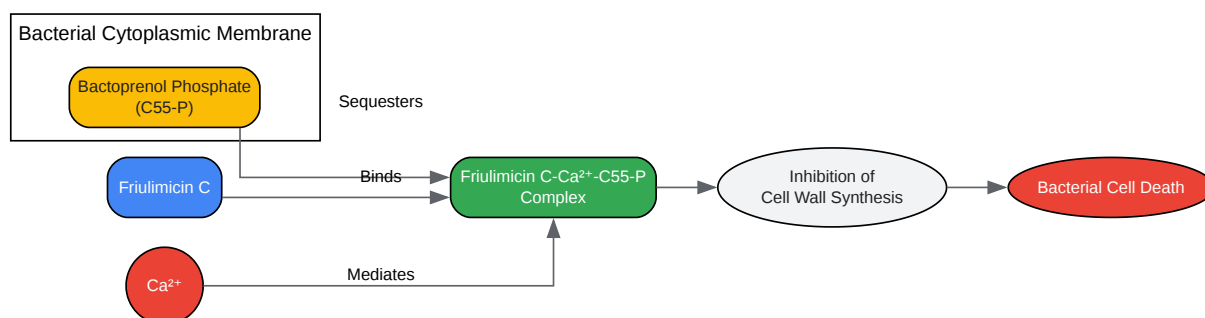 Bacterial Cytoplasmic Membrane
Bactoprenol Phosphate
(C55-P)
Sequesters
Friulimicin C
Binds
Friulimicin C-Ca²⁺-C55-P
Complex
Inhibition of
Cell Wall Synthesis
Bacterial Cell Death
Ca²⁺
Mediates